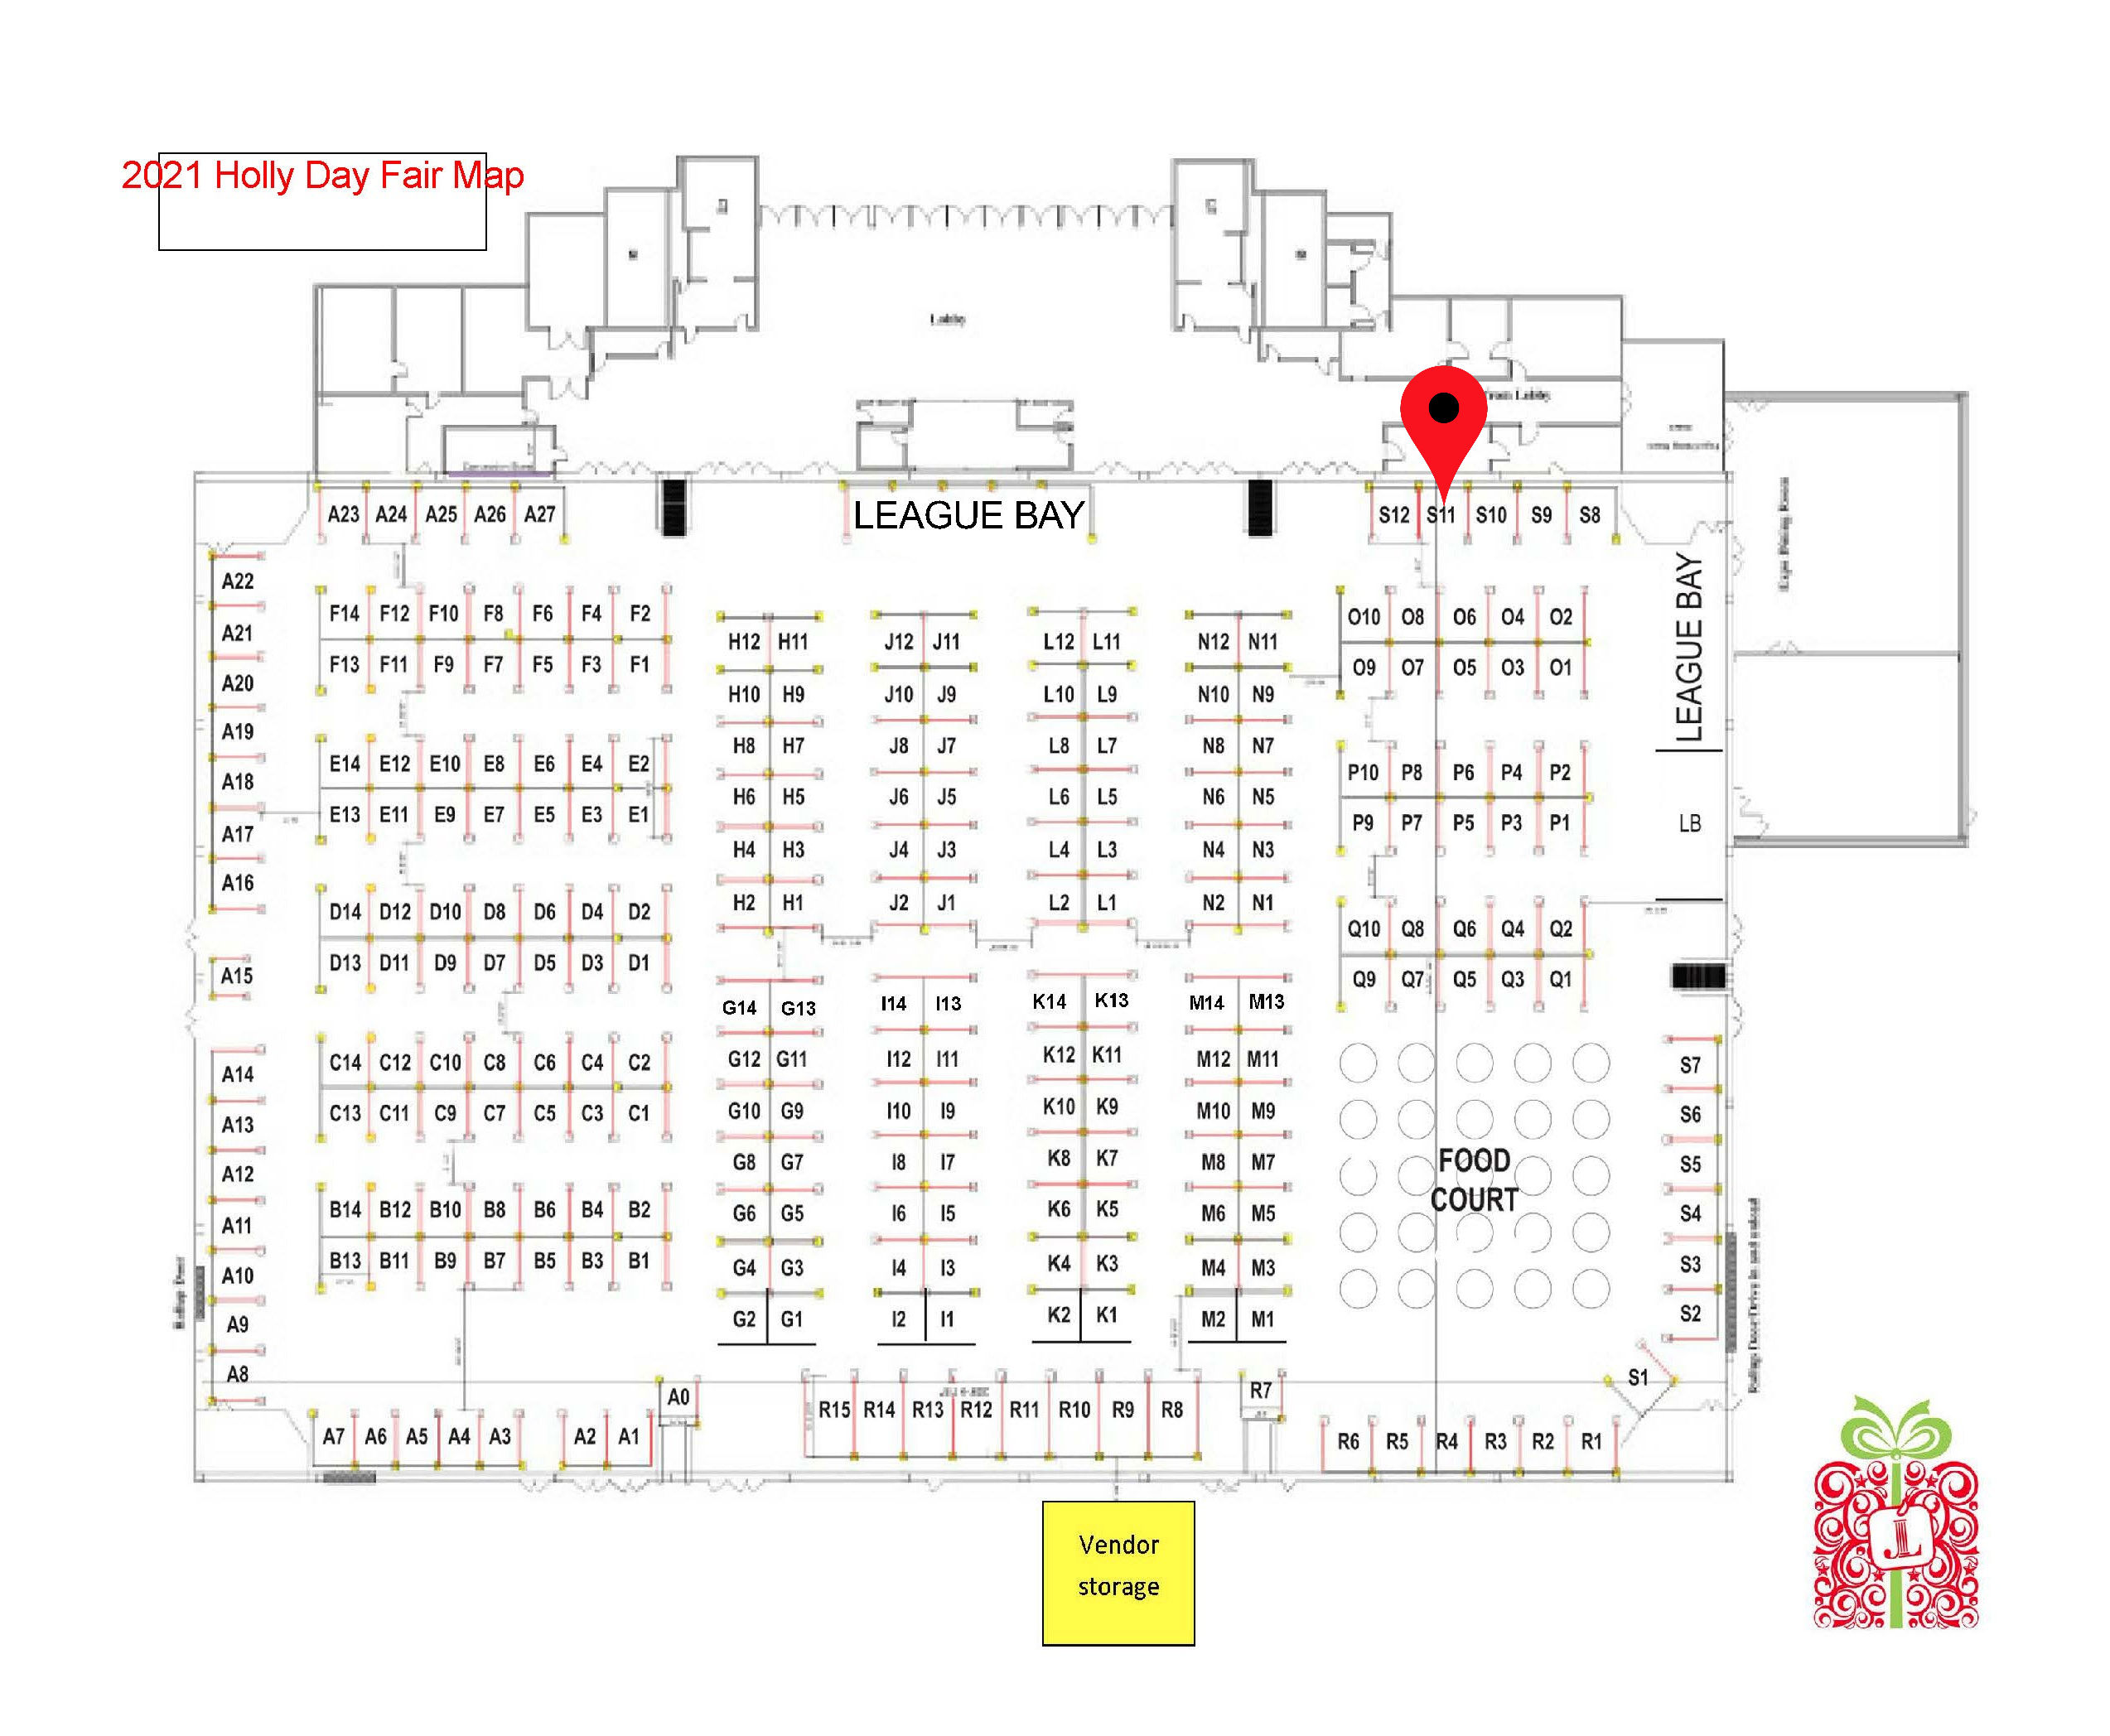 2021 Holly Day Fair Map
Lobby
LEAGUE BAY
A23 A24 A25 A26 A27
S12 S11 S10 S9 S8
A22
A21
A20
A19
A18
A17
A16
A15
A14
A13
A12
A11
A10
A9
A8
F14 F12 F10 F8 F6 F4 F2
F13 F11 F9 F7 F5 F3 F1
E14 E12 E10 E8 E6 E4 E2
E13 E11 E9 E7 E5 E3 E1
D14 D12 D10 D8 D6 D4 D2
D13 D11 D9 D7 D5 D3 D1
C14 C12 C10 C8 C6 C4 C2
C13 C11 C9 C7 C5 C3 C1
B14 B12 B10 B8 B6 B4 B2
B13 B11 B9 B7 B5 B3 B1
H12 H11
H10 H9
H8 H7
H6 H5
H4 H3
H2 H1
J12 J11
J10 J9
J8 J7
J6 J5
J4 J3
J2 J1
L12 L11
L10 L9
L8 L7
L6 L5
L4 L3
L2 L1
N12 N11
N10 N9
N8 N7
N6 N5
N4 N3
N2 N1
G14 G13
G12 G11
G10 G9
G8 G7
G6 G5
G4 G3
G2 G1
I14 I13
I12 I11
I10 I9
I8 I7
I6 I5
I4 I3
I2 I1
K14 K13
K12 K11
K10 K9
K8 K7
K6 K5
K4 K3
K2 K1
M14 M13
M12 M11
M10 M9
M8 M7
M6 M5
M4 M3
M2 M1
O10 O8 O6 O4 O2
O9 O7 O5 O3 O1
P10 P8 P6 P4 P2
P9 P7 P5 P3 P1
Q10 Q8 Q6 Q4 Q2
Q9 Q7 Q5 Q3 Q1
LEAGUE BAY
LB
FOOD
COURT
S7
S6
S5
S4
S3
S2
S1
A7 A6 A5 A4 A3 A2 A1
A0
R15 R14 R13 R12 R11 R10 R9 R8
R7
R6 R5 R4 R3 R2 R1
Vendor
storage
JL